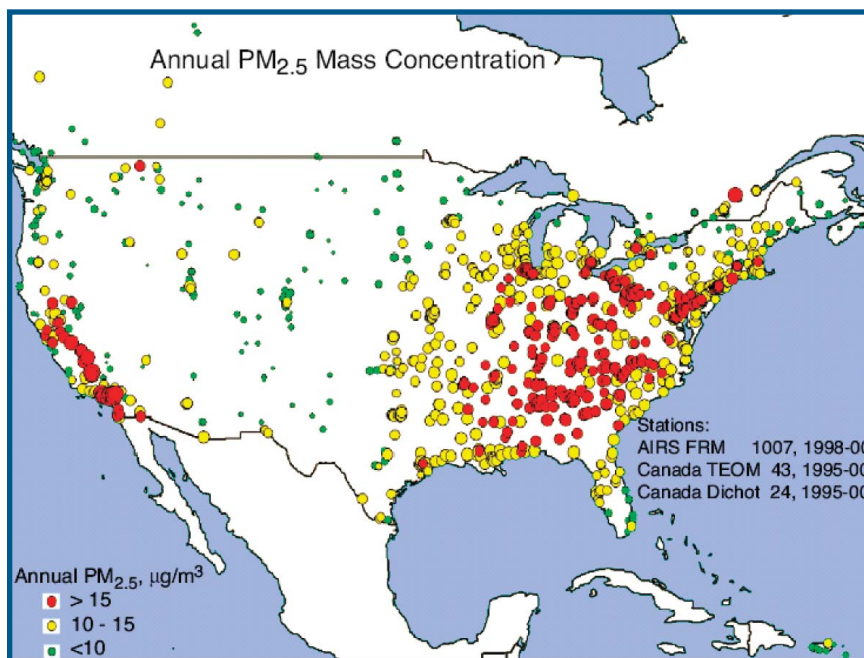 Annual PM2.5 Mass Concentration
Stations:
AIRS FRM 1007, 1998-00
Canada TEOM 43, 1995-00
Canada Dichot 24, 1995-00
Annual PM2.5, µg/m³
> 15
10 - 15
<10